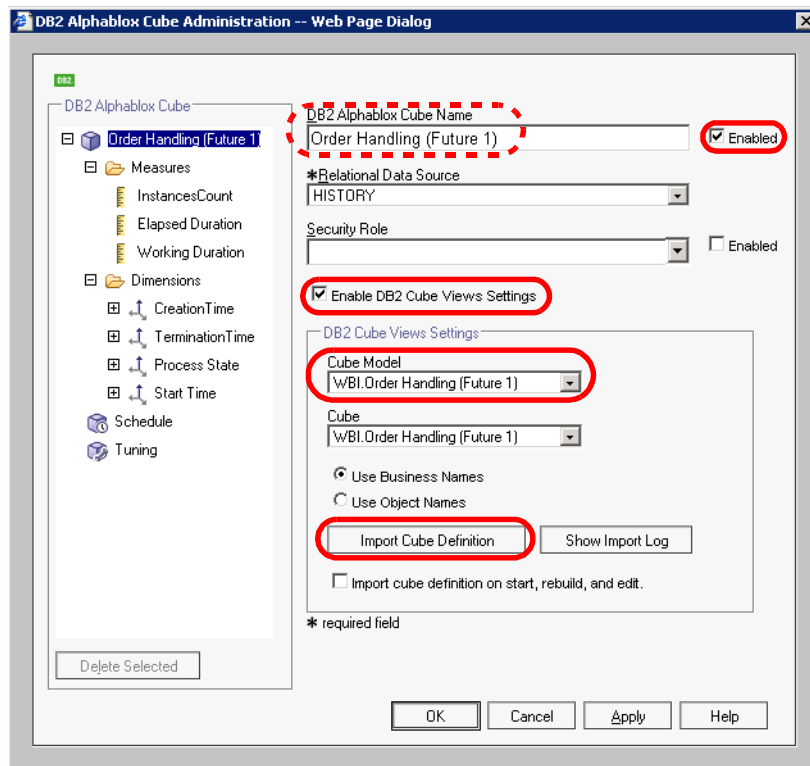 DB2 Alphablox Cube Administration -- Web Page Dialog
DB2
DB2 Alphablox Cube
Order Handling (Future 1)
Measures
InstancesCount
Elapsed Duration
Working Duration
Dimensions
CreationTime
TerminationTime
Process State
Start Time
Schedule
Tuning
Delete Selected
DB2 Alphablox Cube Name
Order Handling (Future 1)
Enabled
*Relational Data Source
HISTORY
Security Role
Enabled
Enable DB2 Cube Views Settings
DB2 Cube Views Settings
Cube Model
WBI.Order Handling (Future 1)
Cube
WBI.Order Handling (Future 1)
Use Business Names
Use Object Names
Import Cube Definition
Show Import Log
Import cube definition on start, rebuild, and edit.
* required field
OK
Cancel
Apply
Help